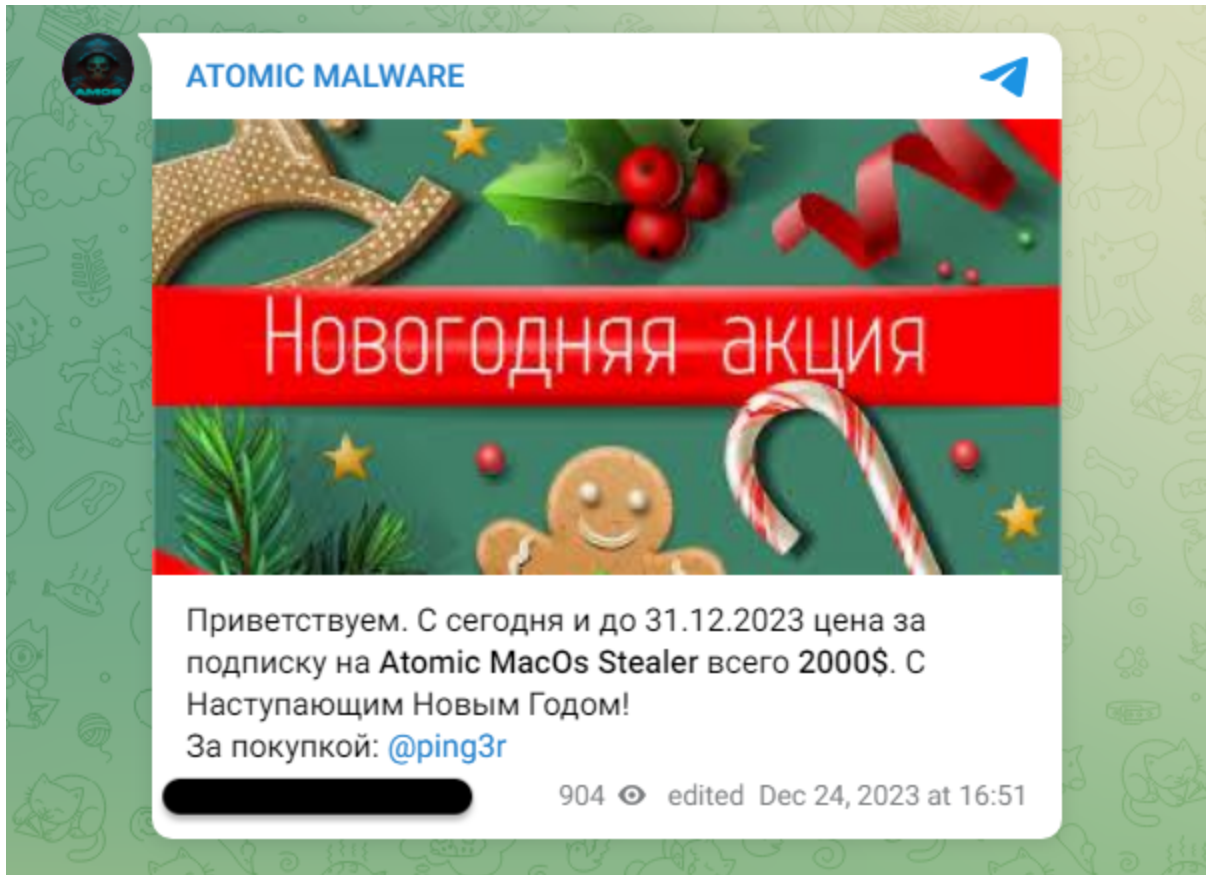 ATOMIC MALWARE
AMOS
Новогодняя акция
Приветствуем. С сегодня и до 31.12.2023 цена за
подписку на Atomic MacOs Stealer всего 2000$. С
Наступающим Новым Годом!
За покупкой: @ping3r
904 edited Dec 24, 2023 at 16:51